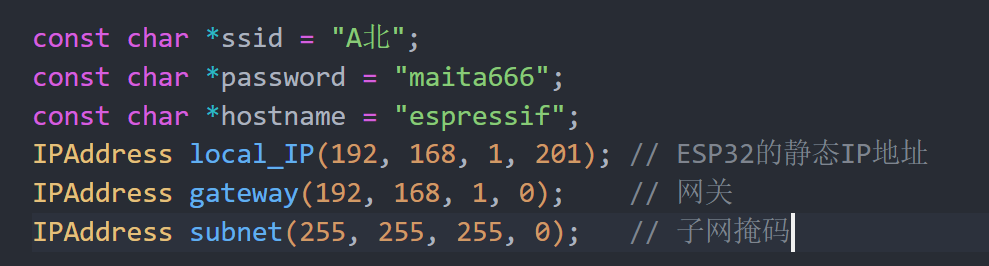 const char *ssid = "A北";
const char *password = "maita666";
const char *hostname = "espressif";
IPAddress local_IP(192, 168, 1, 201); // ESP32的静态IP地址
IPAddress gateway(192, 168, 1, 0);    // 网关
IPAddress subnet(255, 255, 255, 0);   // 子网掩码